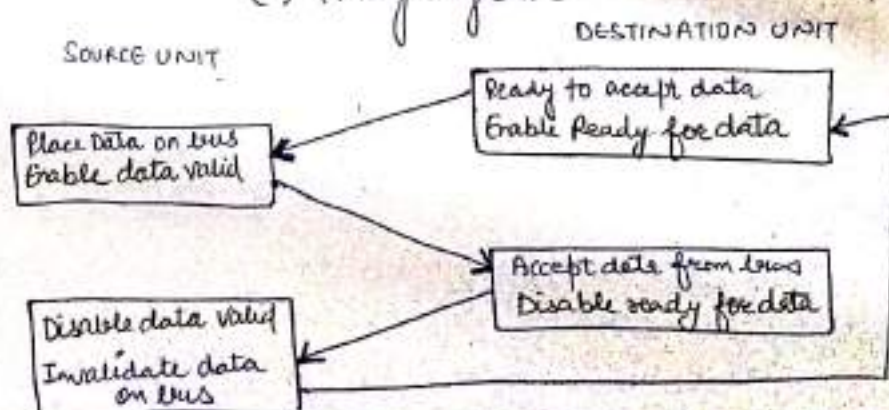 SOURCE UNIT
DESTINATION UNIT
Ready to accept data
Enable Ready for data
Place Data on bus
Enable data valid
Accept data from bus
Disable ready for data
Disable data valid
Invalidate data
on bus